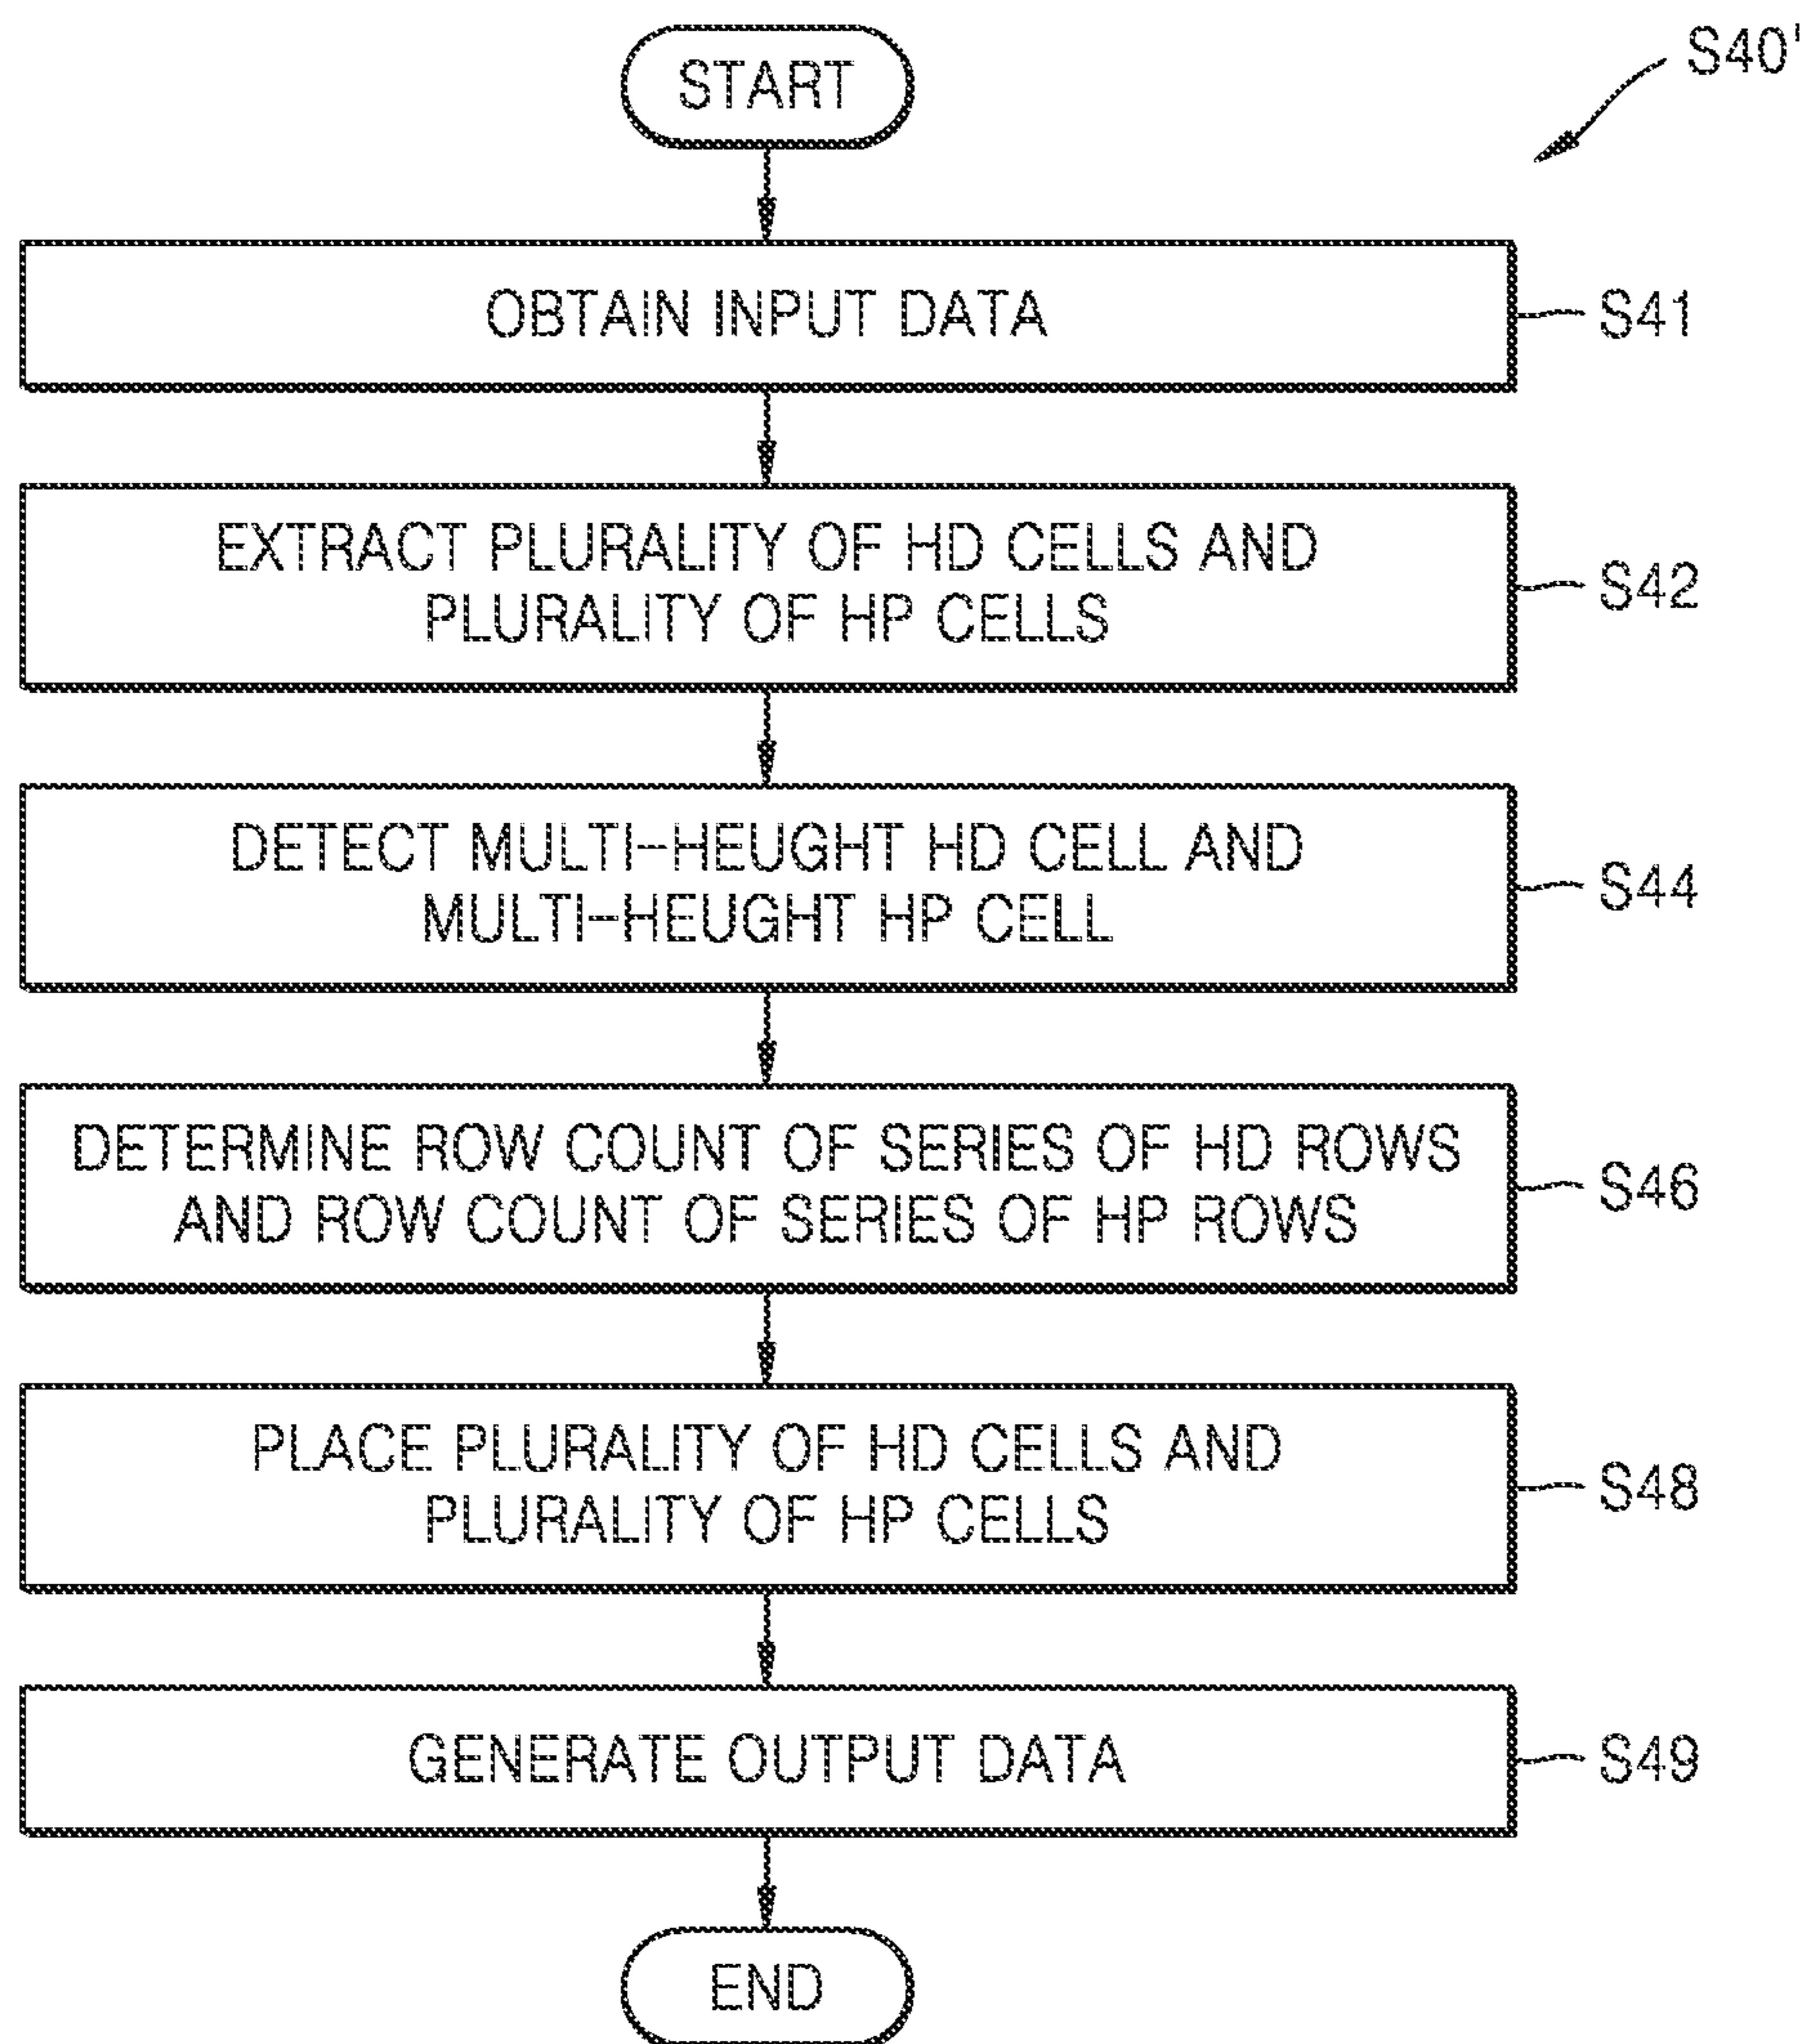 S40'
START
OBTAIN INPUT DATA
S41
EXTRACT PLURALITY OF HD CELLS AND
PLURALITY OF HP CELLS
S42
DETECT MULTI-HEUGHT HD CELL AND
MULTI-HEUGHT HP CELL
S44
DETERMINE ROW COUNT OF SERIES OF HD ROWS
AND ROW COUNT OF SERIES OF HP ROWS
S46
PLACE PLURALITY OF HD CELLS AND
PLURALITY OF HP CELLS
S48
GENERATE OUTPUT DATA
S49
END